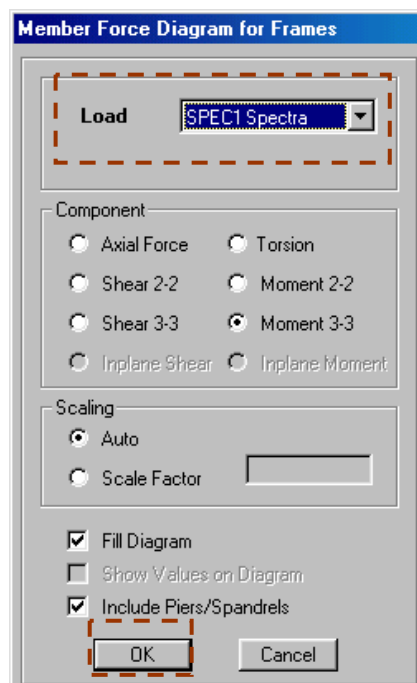 Member Force Diagram for Frames
Load SPEC1 Spectra
Component
Axial Force Torsion
Shear 2-2 Moment 2-2
Shear 3-3 Moment 3-3
Inplane Shear Inplane Moment
Scaling
Auto
Scale Factor
Fill Diagram
Show Values on Diagram
Include Piers/Spandrels
OK Cancel